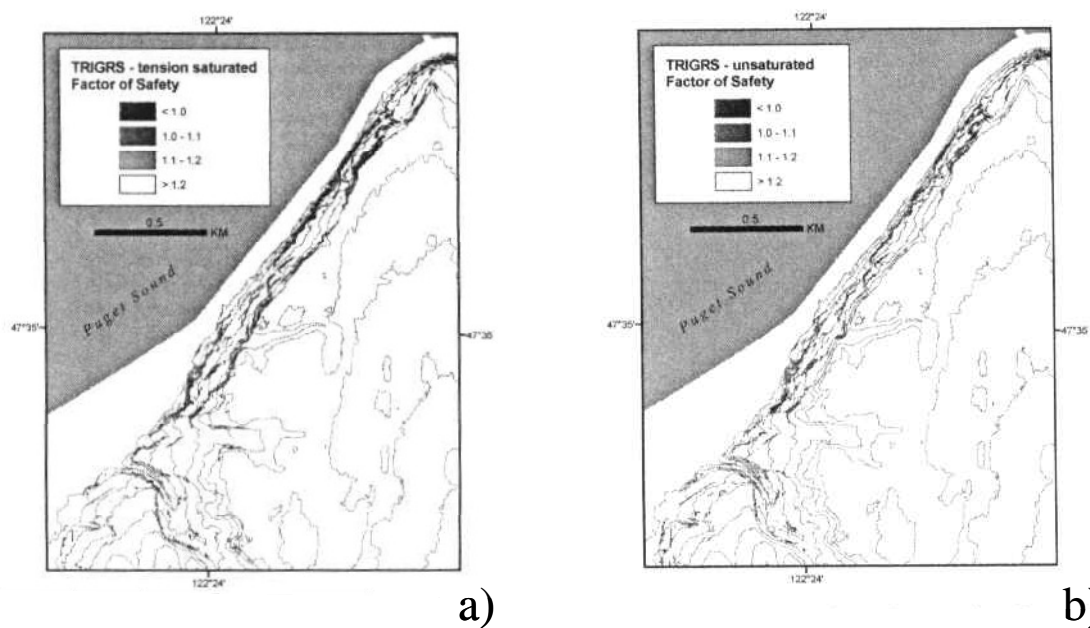 122°24'
TRIGRS - tension saturated
Factor of Safety
< 1.0
1.0 - 1.1
1.1 - 1.2
> 1.2
0.5
KM
Puget Sound
47°35'
47°35'
122°24'
a)
122°24'
TRIGRS - unsaturated
Factor of Safety
< 1.0
1.0 - 1.1
1.1 - 1.2
> 1.2
0.5
KM
Puget Sound
47°35'
47°35'
122°24'
b)